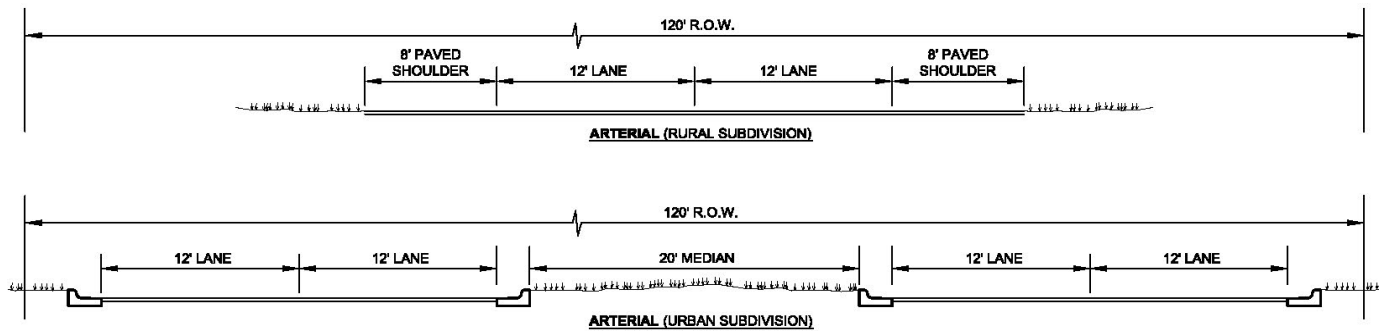 120' R.O.W.
8' PAVED
SHOULDER
12' LANE
12' LANE
8' PAVED
SHOULDER
ARTERIAL (RURAL SUBDIVISION)
120' R.O.W.
12' LANE
12' LANE
20' MEDIAN
12' LANE
12' LANE
ARTERIAL (URBAN SUBDIVISION)